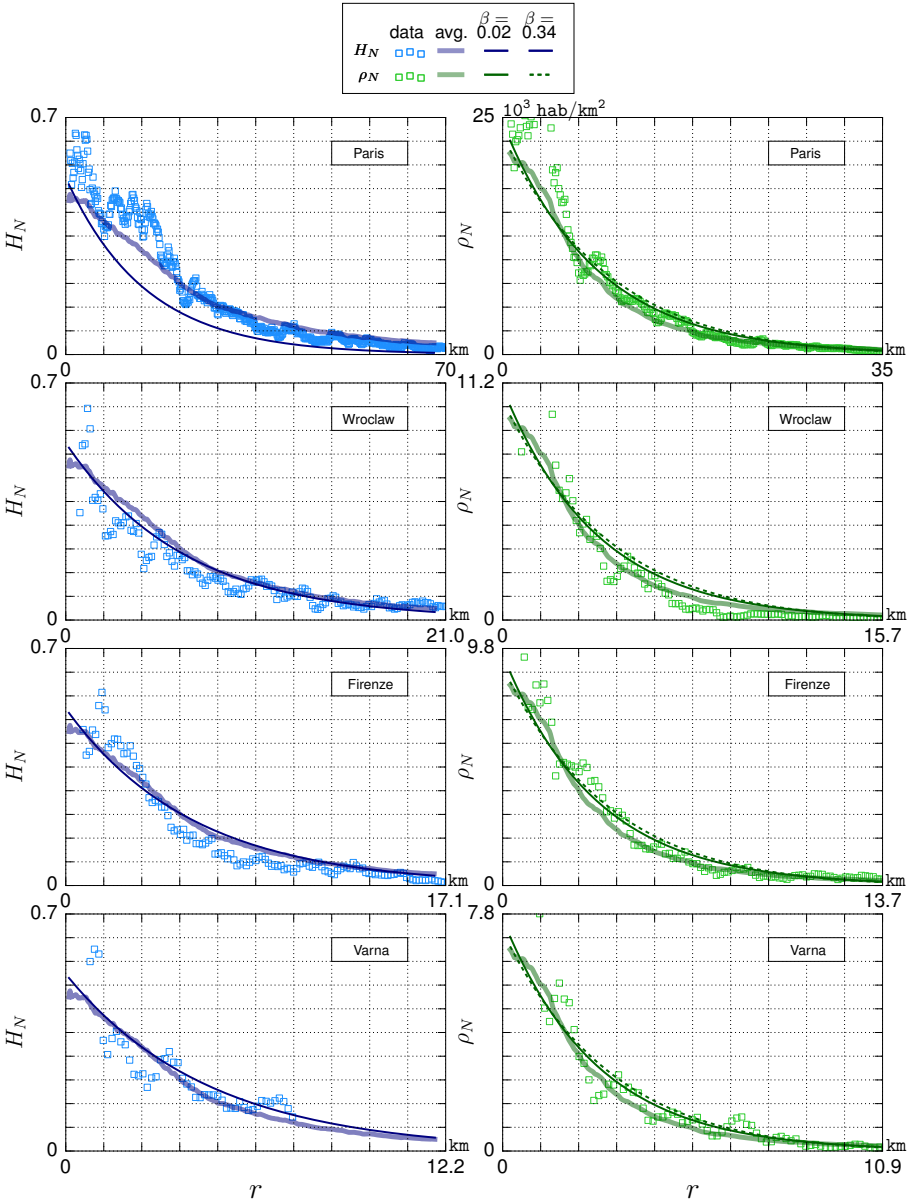 β = β =
data avg. 0.02 0.34
H_N
ρ_N
0.7
H_N
Paris
0
0 70 km
25 10³ hab/km²
ρ_N
Paris
0
0 35 km
0.7
H_N
Wroclaw
0
0 21.0 km
11.2
ρ_N
Wroclaw
0
0 15.7 km
0.7
H_N
Firenze
0
0 17.1 km
9.8
ρ_N
Firenze
0
0 13.7 km
0.7
H_N
Varna
0
0 12.2 km
r
7.8
ρ_N
Varna
0
0 10.9 km
r